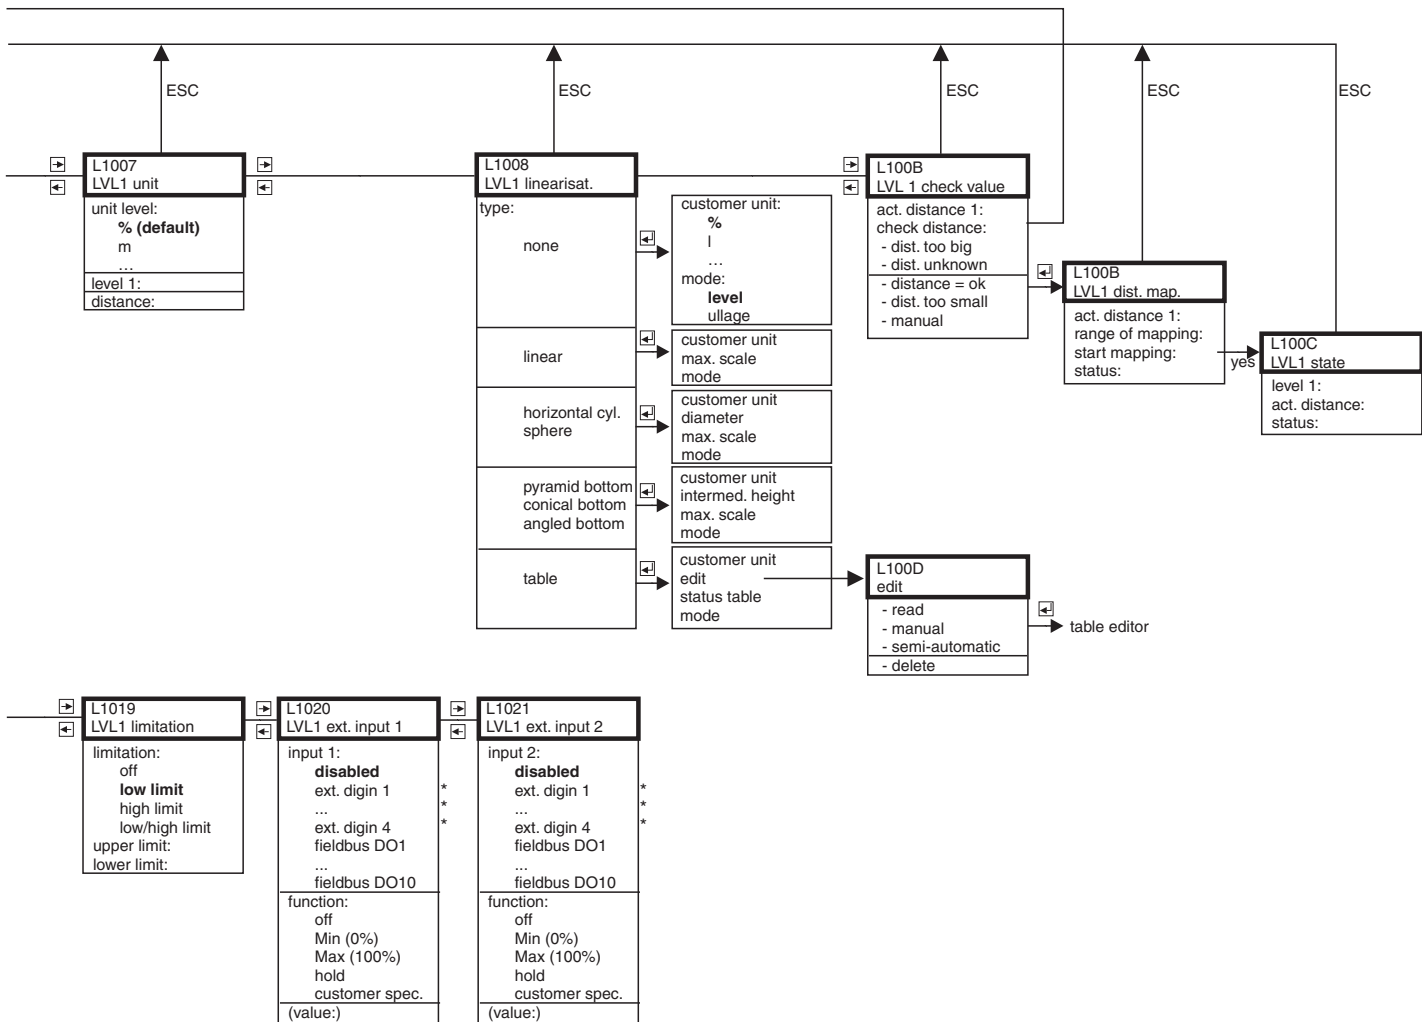 ESC
ESC
ESC
ESC
ESC
L1007
LVL1 unit
unit level:
% (default)
m
...
level 1:
distance:
L1008
LVL1 linearisat.
type:
none
customer unit:
%
l
...
mode:
level
ullage
linear
customer unit
max. scale
mode
horizontal cyl.
sphere
customer unit
diameter
max. scale
mode
pyramid bottom
conical bottom
angled bottom
customer unit
intermed. height
max. scale
mode
table
customer unit
edit
status table
mode
L100B
LVL 1 check value
act. distance 1:
check distance:
- dist. too big
- dist. unknown
- distance = ok
- dist. too small
- manual
L100B
LVL1 dist. map.
act. distance 1:
range of mapping:
start mapping:
status:
yes
L100C
LVL1 state
level 1:
act. distance:
status:
L100D
edit
- read
- manual
- semi-automatic
- delete
table editor
L1019
LVL1 limitation
limitation:
off
low limit
high limit
low/high limit
upper limit:
lower limit:
L1020
LVL1 ext. input 1
input 1:
disabled
ext. digin 1 *
... *
ext. digin 4 *
fieldbus DO1
...
fieldbus DO10
function:
off
Min (0%)
Max (100%)
hold
customer spec.
(value:)
L1021
LVL1 ext. input 2
input 2:
disabled
ext. digin 1 *
... *
ext. digin 4 *
fieldbus DO1
...
fieldbus DO10
function:
off
Min (0%)
Max (100%)
hold
customer spec.
(value:)